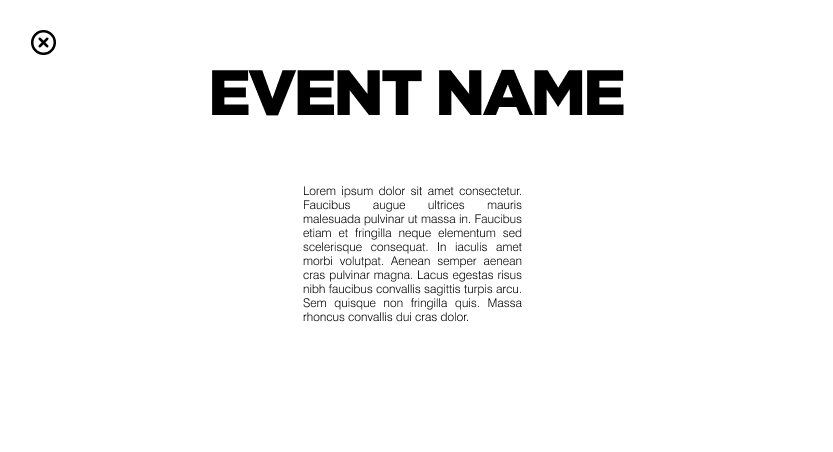 EVENT NAME
Lorem ipsum dolor sit amet consectetur.
Faucibus augue ultrices mauris
malesuada pulvinar ut massa in. Faucibus
etiam et fringilla neque elementum sed
scelerisque consequat. In iaculis amet
morbi volutpat. Aenean semper aenean
cras pulvinar magna. Lacus egestas risus
nibh faucibus convallis sagittis turpis arcu.
Sem quisque non fringilla quis. Massa
rhoncus convallis dui cras dolor.